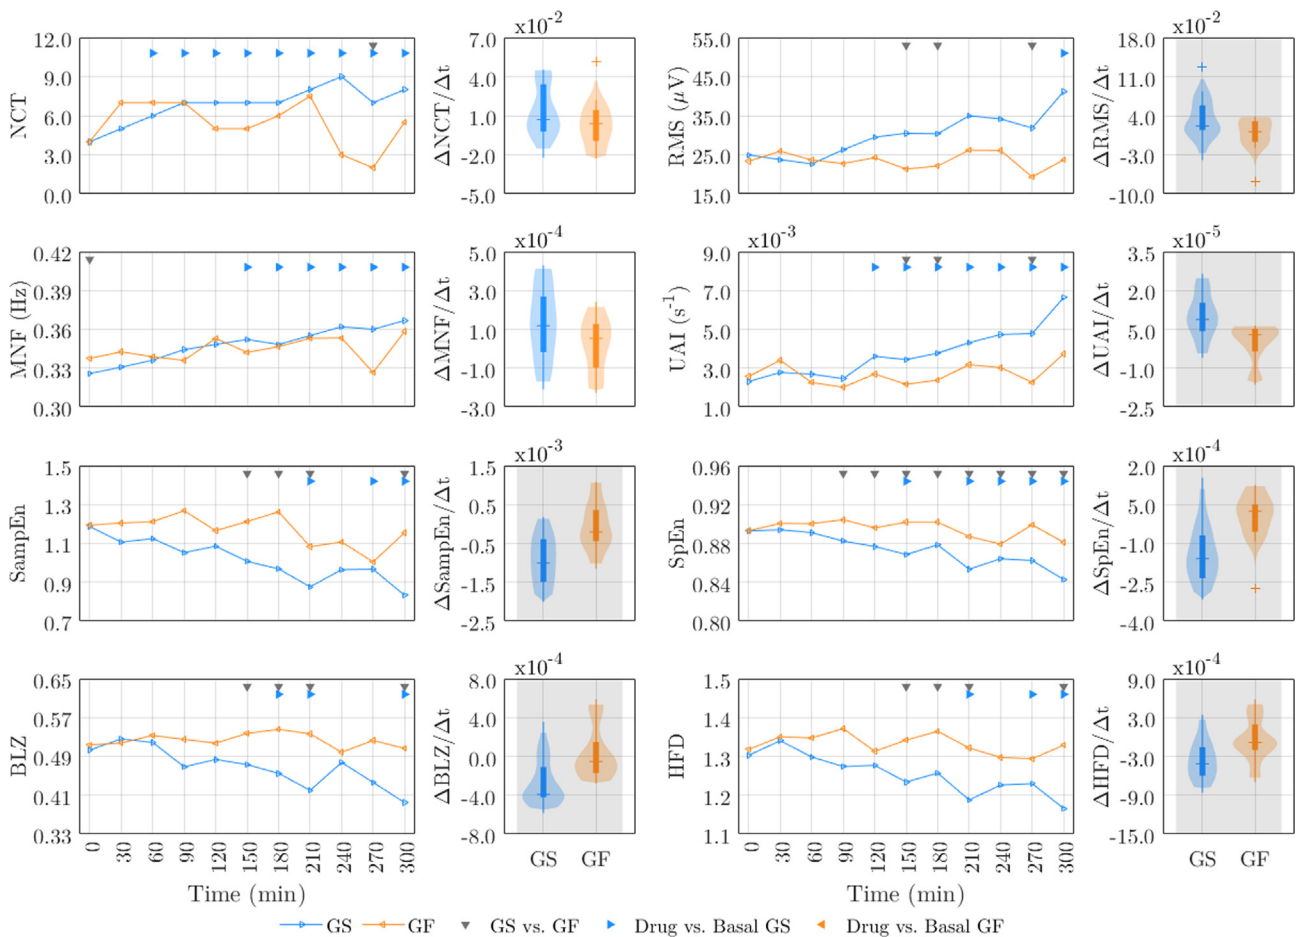 x10-2
x10-2
12.0
9.0
6.0
3.0
0.0
NCT
7.0
4.0
1.0
-2.0
-5.0
ΔNCT/Δt
55.0
45.0
35.0
25.0
15.0
RMS (μV)
18.0
11.0
4.0
-3.0
-10.0
ΔRMS/Δt
x10-4
x10-3
x10-5
0.42
0.39
0.36
0.33
0.30
MNF (Hz)
5.0
3.0
1.0
-1.0
-3.0
ΔMNF/Δt
9.0
7.0
5.0
3.0
1.0
UAI (s-1)
3.5
2.0
5.0
-1.0
-2.5
ΔUAI/Δt
x10-3
x10-4
1.5
1.3
1.1
0.9
0.7
SampEn
1.5
0.5
-0.5
-1.5
-2.5
ΔSampEn/Δt
0.96
0.92
0.88
0.84
0.80
SpEn
2.0
5.0
-1.0
-2.5
-4.0
ΔSpEn/Δt
x10-4
x10-4
0.65
0.57
0.49
0.41
0.33
BLZ
8.0
4.0
0.0
-4.0
-8.0
ΔBLZ/Δt
1.5
1.4
1.3
1.2
1.1
HFD
9.0
3.0
-3.0
-9.0
-15.0
ΔHFD/Δt
0 30 60 90 120 150 180 210 240 270 300
Time (min)
GS GF
0 30 60 90 120 150 180 210 240 270 300
Time (min)
GS GF
GS GF GS vs. GF Drug vs. Basal GS Drug vs. Basal GF